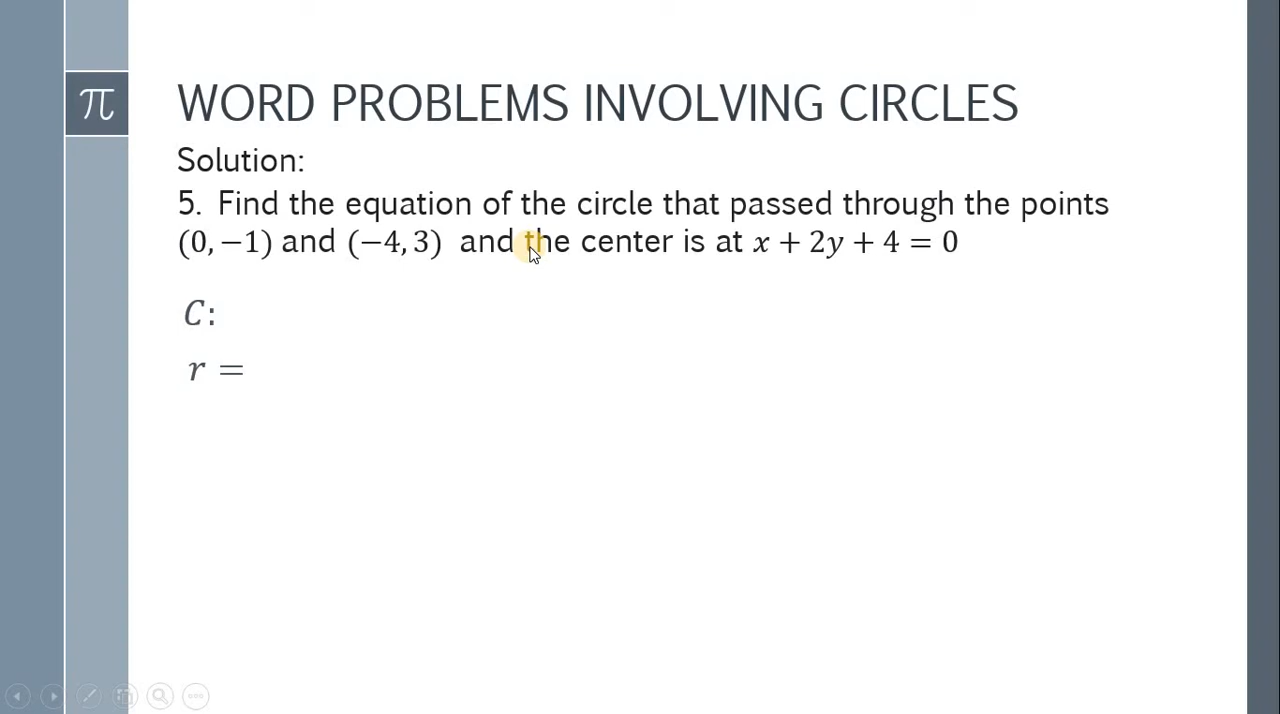 π
WORD PROBLEMS INVOLVING CIRCLES
Solution:
5. Find the equation of the circle that passed through the points
(0, −1) and (−4, 3) and the center is at x + 2y + 4 = 0
C:
r =